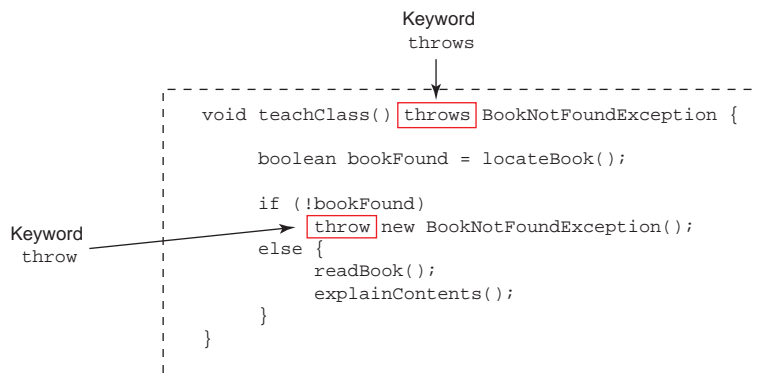 Keyword
throws
void teachClass() throws BookNotFoundException {
boolean bookFound = locateBook();
if (!bookFound)
throw new BookNotFoundException();
Keyword
throw
else {
readBook();
explainContents();
}
}